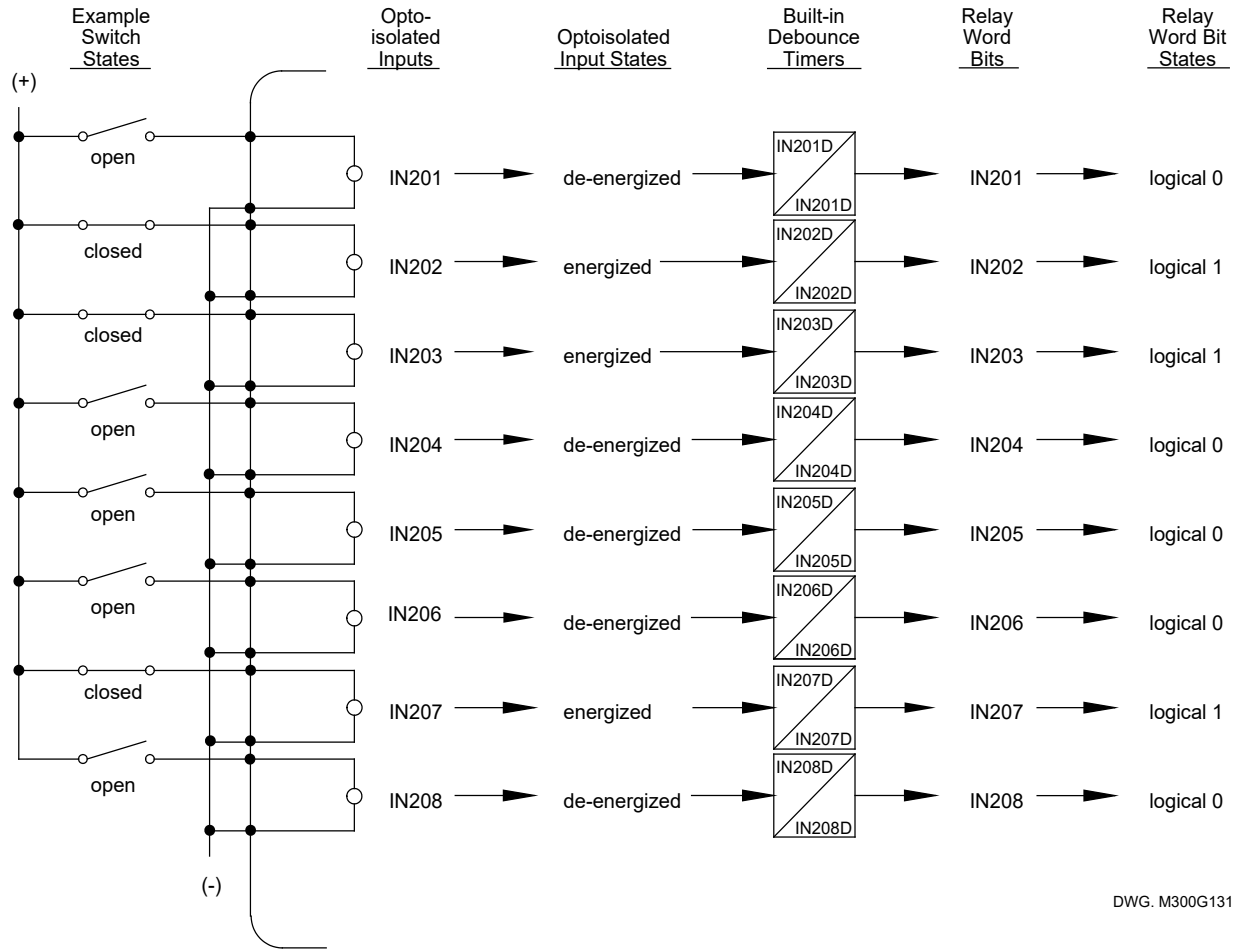 Example
Switch
States
Opto-
isolated
Inputs
Optoisolated
Input States
Built-in
Debounce
Timers
Relay
Word
Bits
Relay
Word Bit
States
(+)
open
IN201
de-energized
IN201D
IN201D
IN201
logical 0
closed
IN202
energized
IN202D
IN202D
IN202
logical 1
closed
IN203
energized
IN203D
IN203D
IN203
logical 1
open
IN204
de-energized
IN204D
IN204D
IN204
logical 0
open
IN205
de-energized
IN205D
IN205D
IN205
logical 0
open
IN206
de-energized
IN206D
IN206D
IN206
logical 0
closed
IN207
energized
IN207D
IN207D
IN207
logical 1
open
IN208
de-energized
IN208D
IN208D
IN208
logical 0
(-)
DWG. M300G131